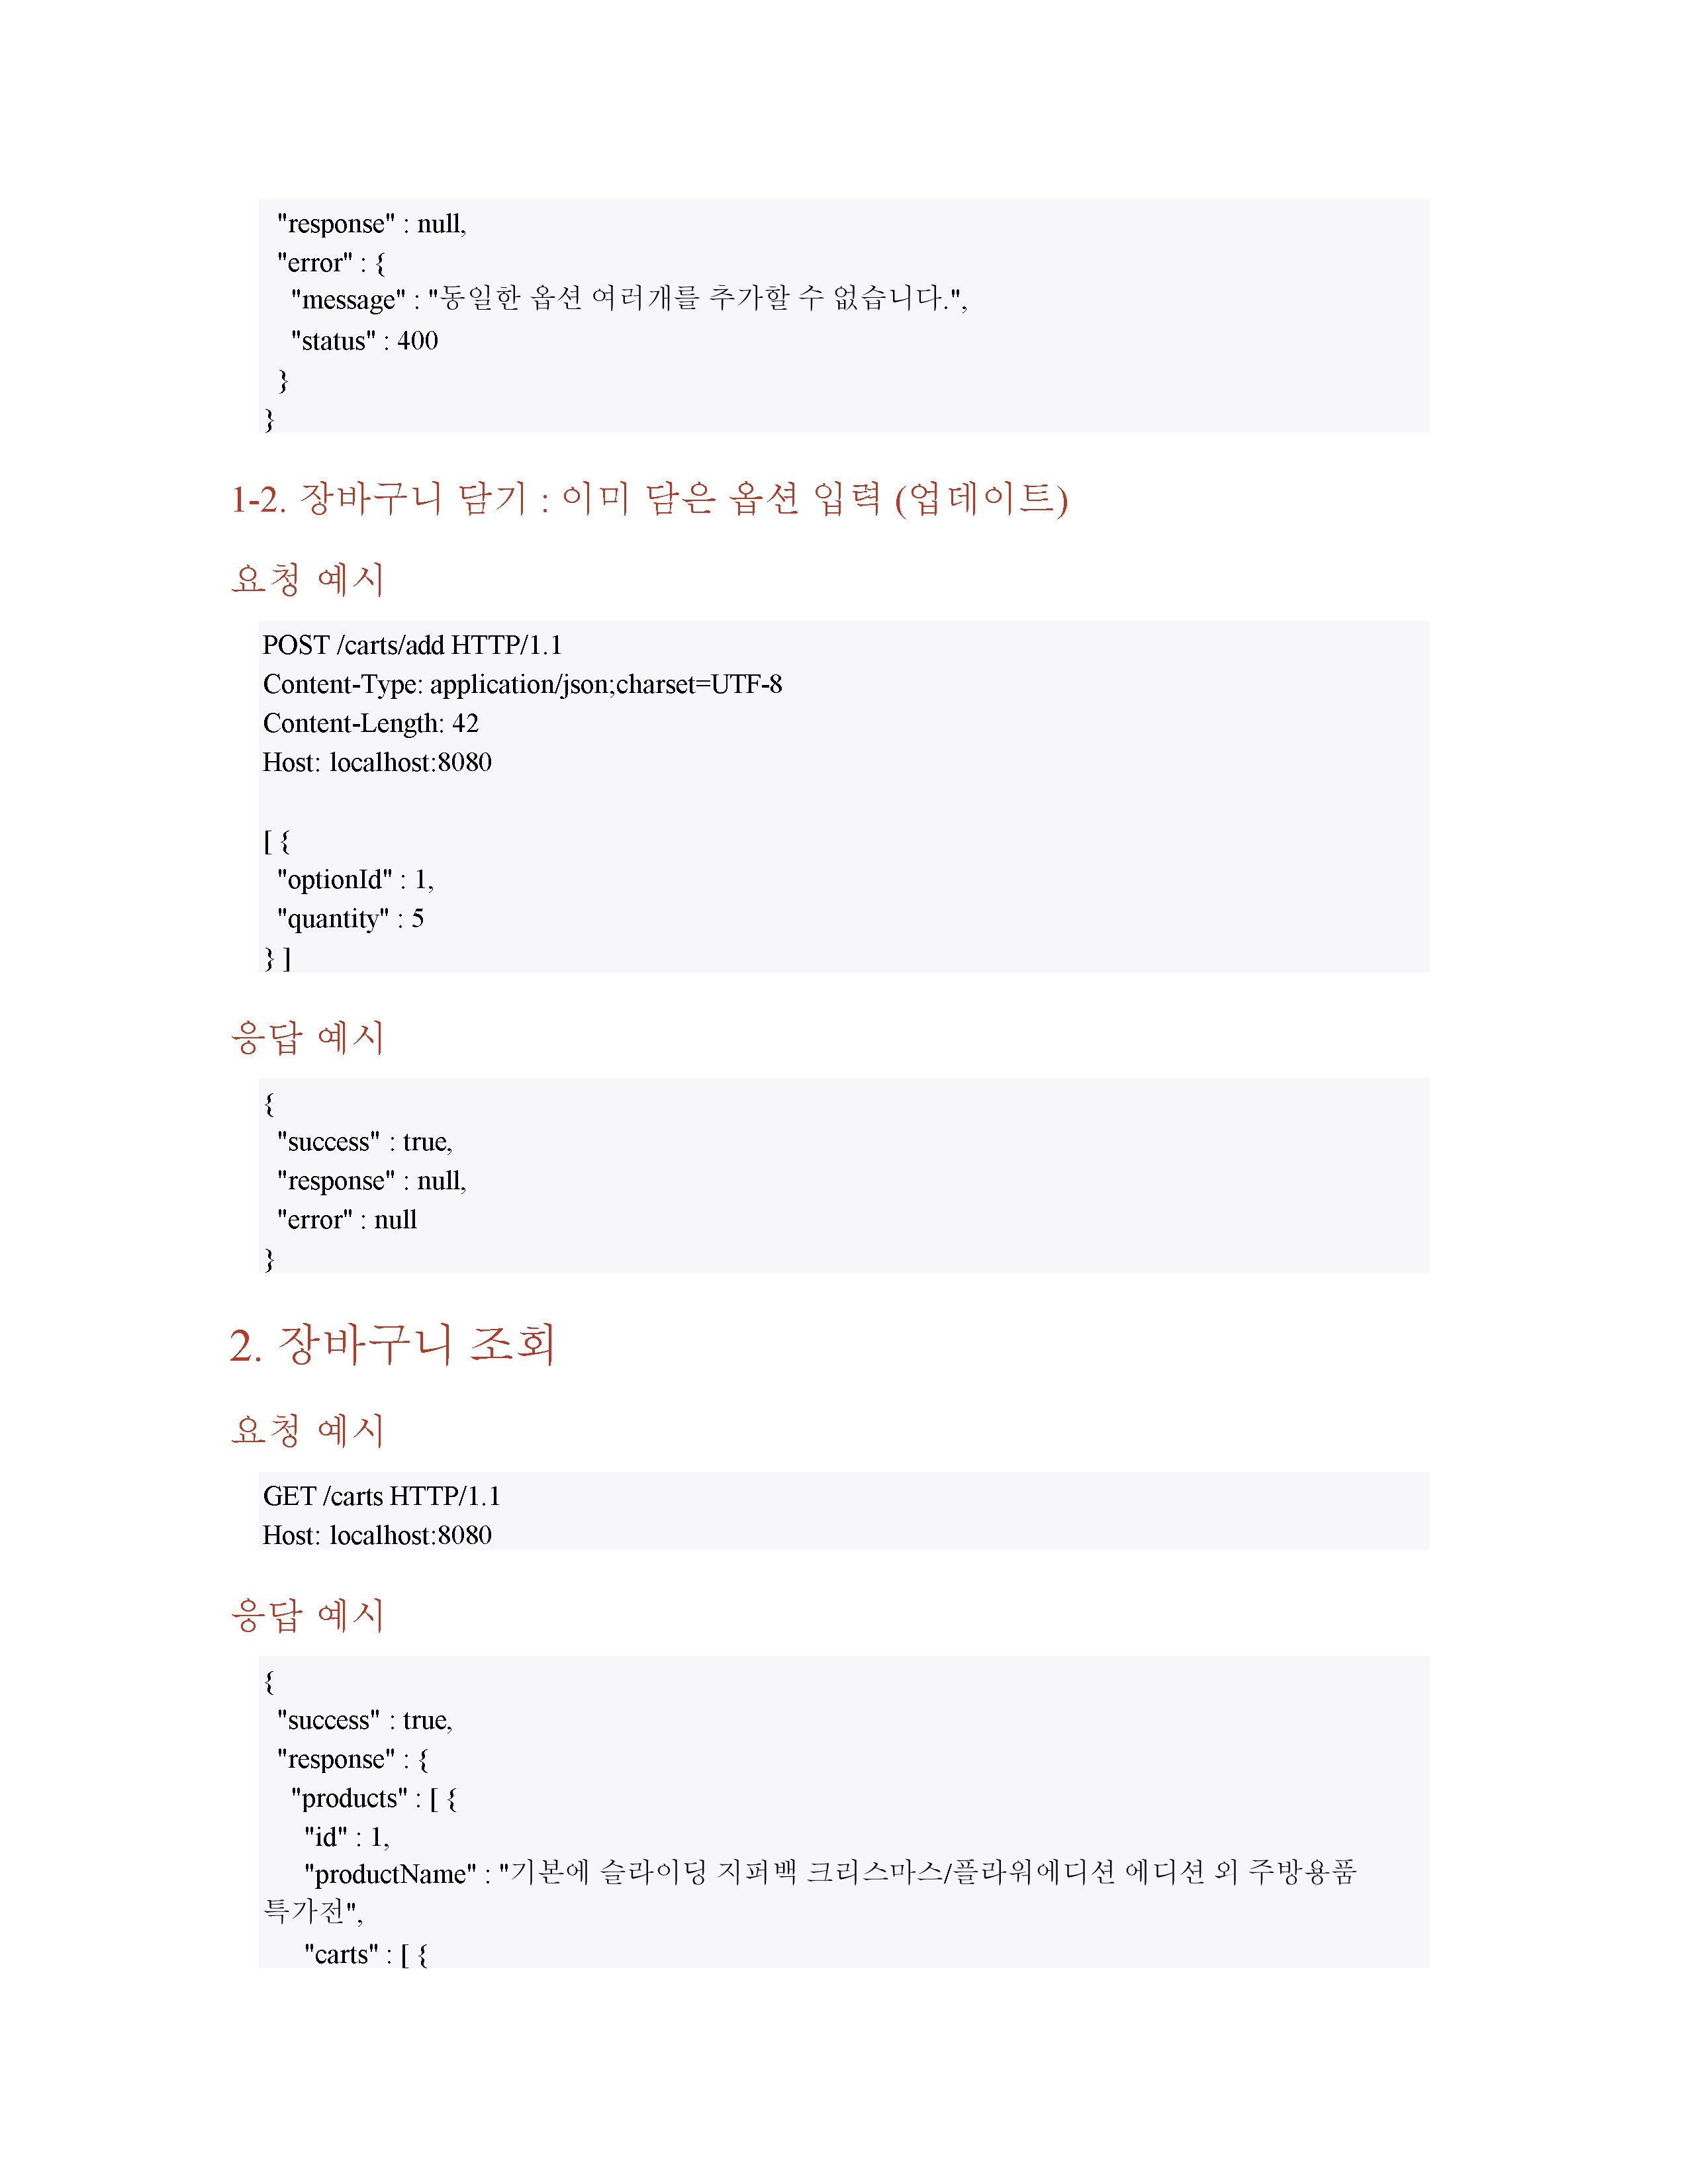 "response" : null,
"error" : {
"message" : "동일한 옵션 여러개를 추가할 수 없습니다.",
"status" : 400
}
}
1-2. 장바구니 담기 : 이미 담은 옵션 입력 (업데이트)
요청 예시
POST /carts/add HTTP/1.1
Content-Type: application/json;charset=UTF-8
Content-Length: 42
Host: localhost:8080
[ {
"optionId" : 1,
"quantity" : 5
} ]
응답 예시
{
"success" : true,
"response" : null,
"error" : null
}
2. 장바구니 조회
요청 예시
GET /carts HTTP/1.1
Host: localhost:8080
응답 예시
{
"success" : true,
"response" : {
"products" : [ {
"id" : 1,
"productName" : "기본에 슬라이딩 지퍼백 크리스마스/플라워에디션 에디션 외 주방용품
특가전",
"carts" : [ {